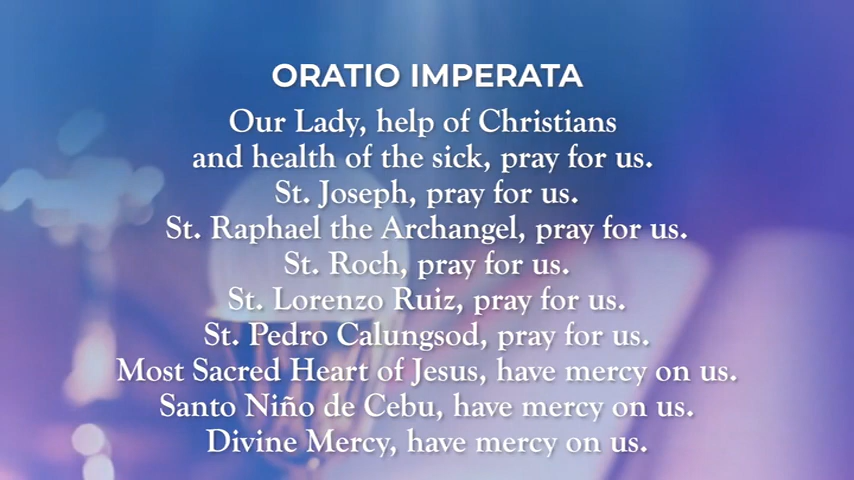 ORATIO IMPERATA
Our Lady, help of Christians
and health of the sick, pray for us.
St. Joseph, pray for us.
St. Raphael the Archangel, pray for us.
St. Roch, pray for us.
St. Lorenzo Ruiz, pray for us.
St. Pedro Calungsod, pray for us.
Most Sacred Heart of Jesus, have mercy on us.
Santo Niño de Cebu, have mercy on us.
Divine Mercy, have mercy on us.